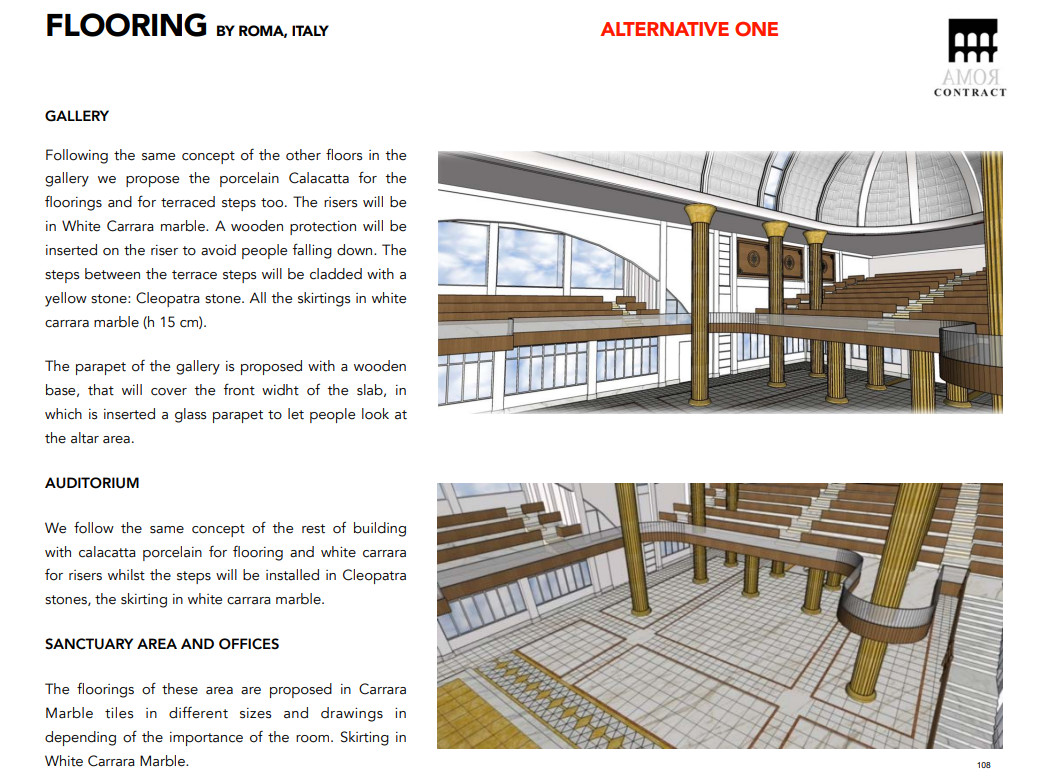 FLOORING BY ROMA, ITALY
ALTERNATIVE ONE
AMOЯ
CONTRACT
GALLERY
Following the same concept of the other floors in the
gallery we propose the porcelain Calacatta for the
floorings and for terraced steps too. The risers will be
in White Carrara marble. A wooden protection will be
inserted on the riser to avoid people falling down. The
steps between the terrace steps will be cladded with a
yellow stone: Cleopatra stone. All the skirtings in white
carrara marble (h 15 cm).
The parapet of the gallery is proposed with a wooden
base, that will cover the front widht of the slab, in
which is inserted a glass parapet to let people look at
the altar area.
AUDITORIUM
We follow the same concept of the rest of building
with calacatta porcelain for flooring and white carrara
for risers whilst the steps will be installed in Cleopatra
stones, the skirting in white carrara marble.
SANCTUARY AREA AND OFFICES
The floorings of these area are proposed in Carrara
Marble tiles in different sizes and drawings in
depending of the importance of the room. Skirting in
White Carrara Marble.
108